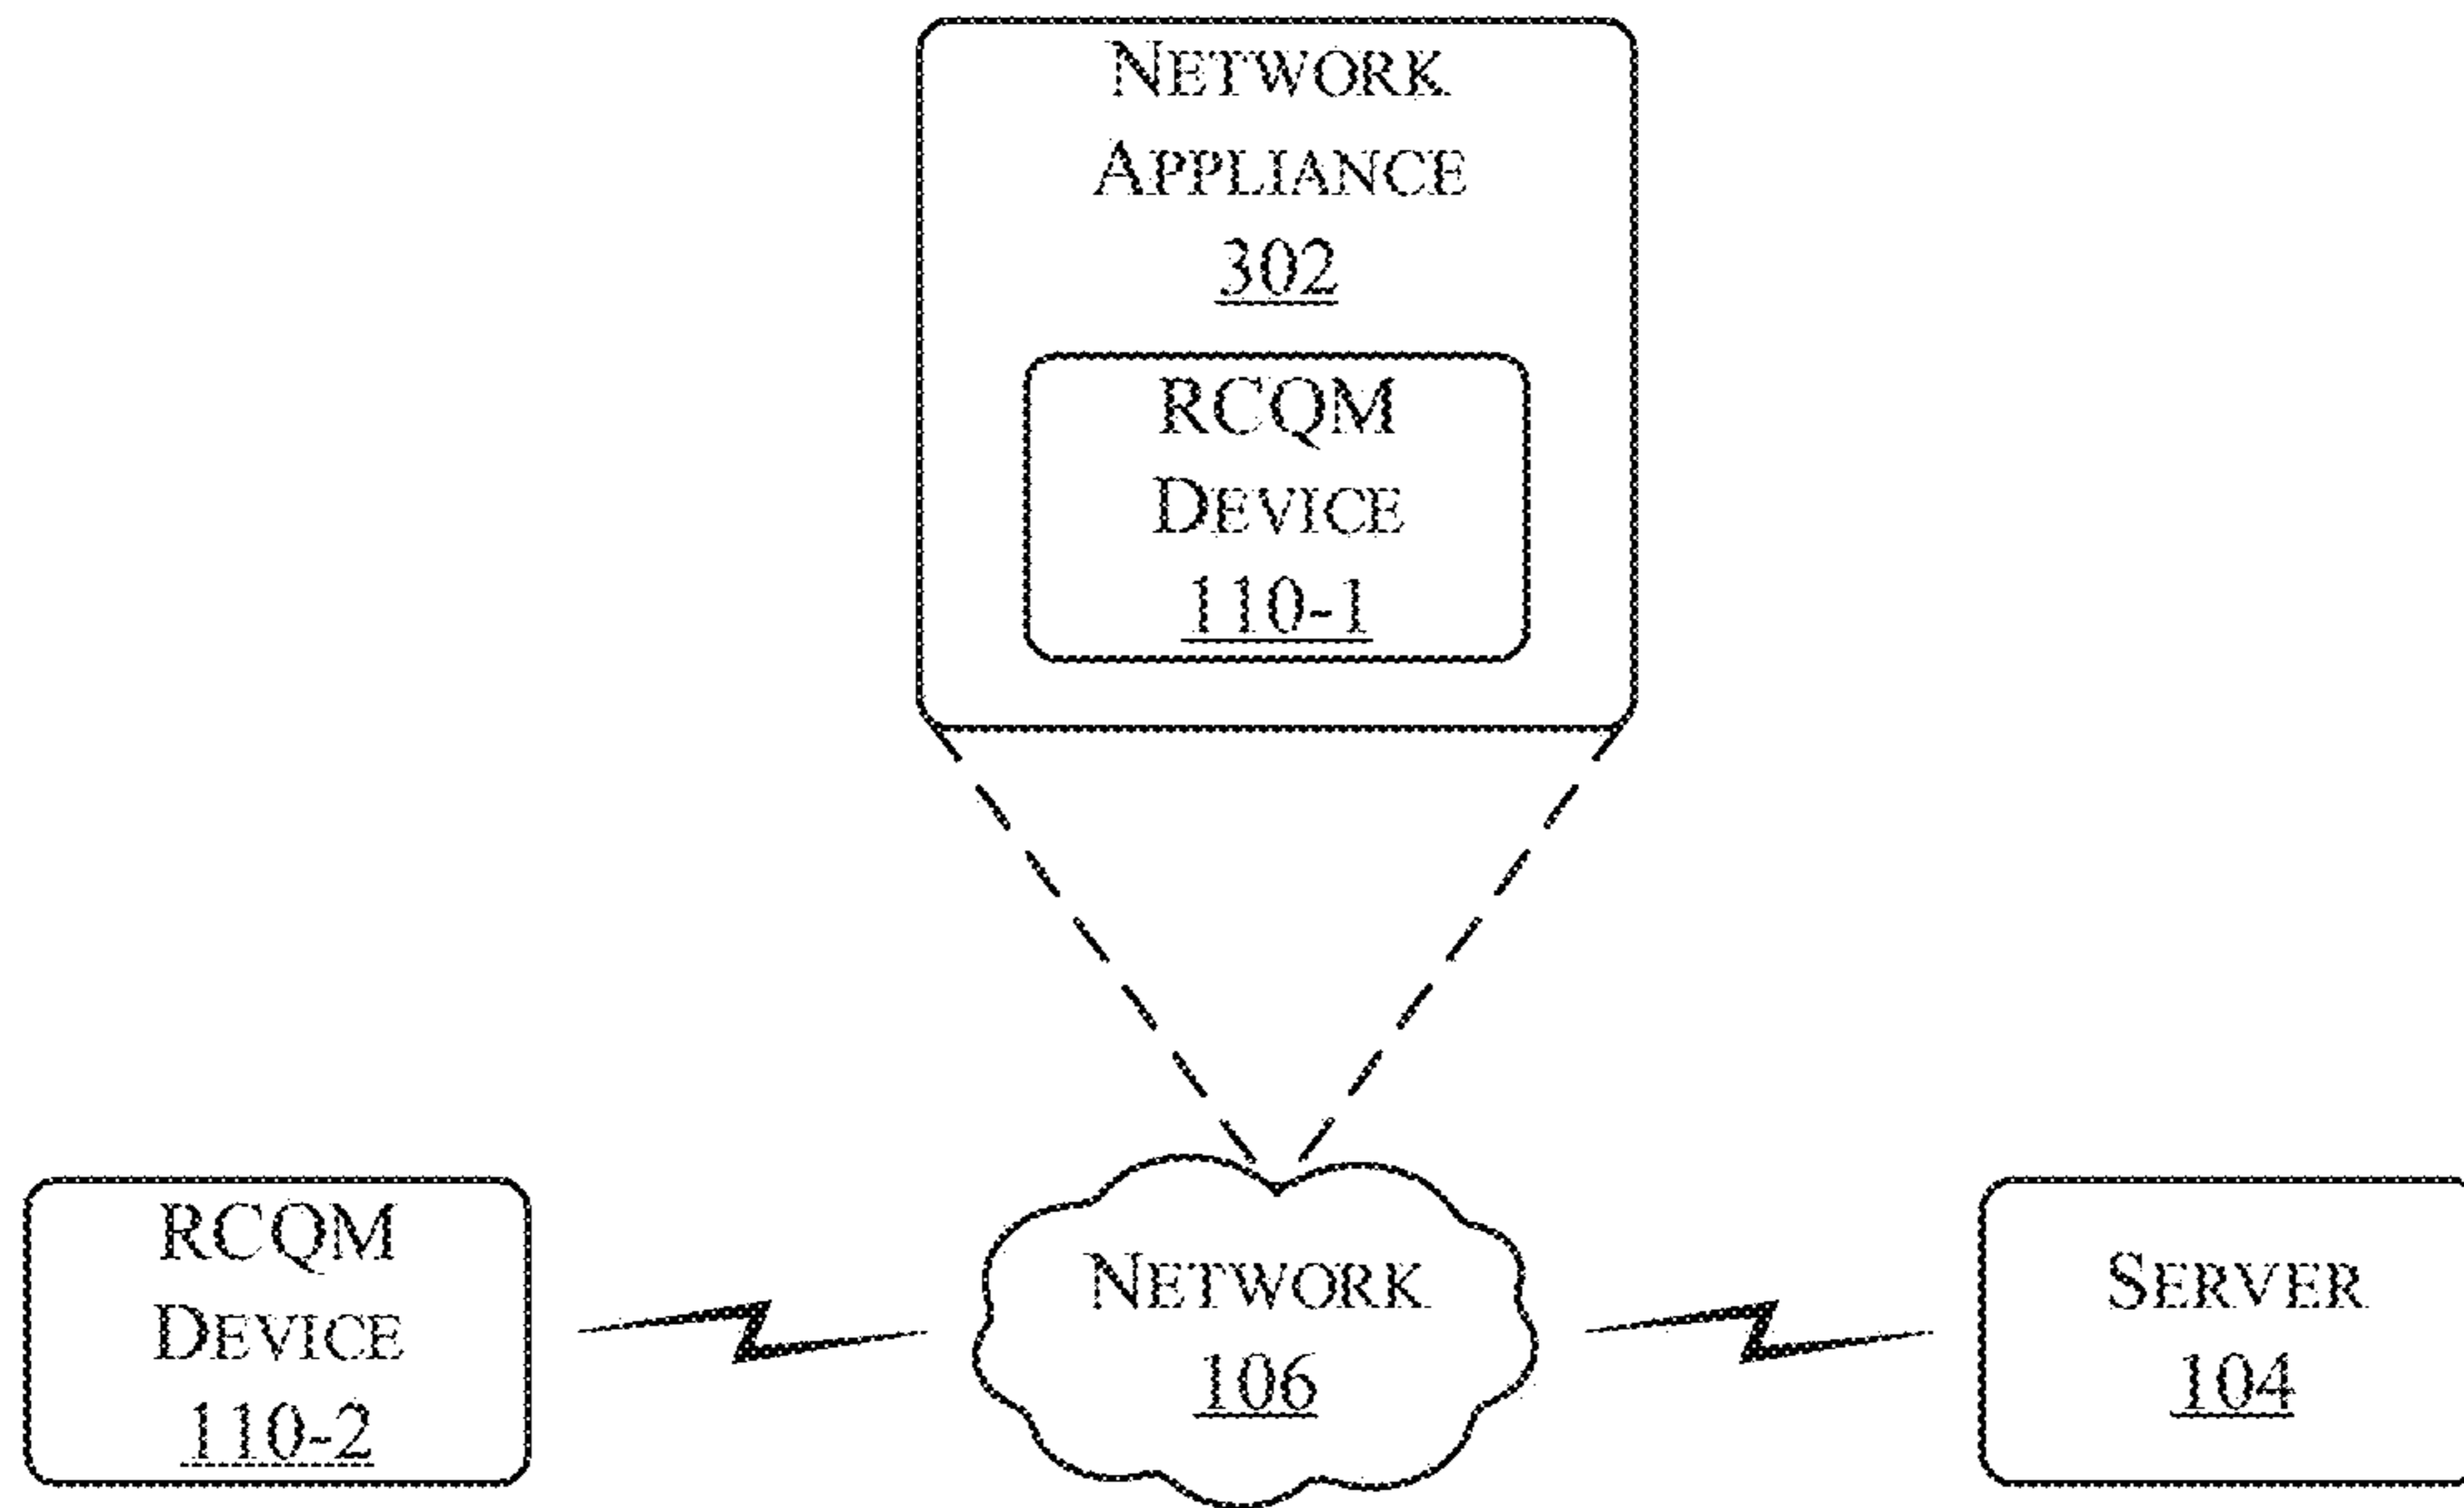 NETWORK
APPLIANCE
302
RCQM
DEVICE
110-1
RCQM
DEVICE
110-2
NETWORK
106
SERVER
104